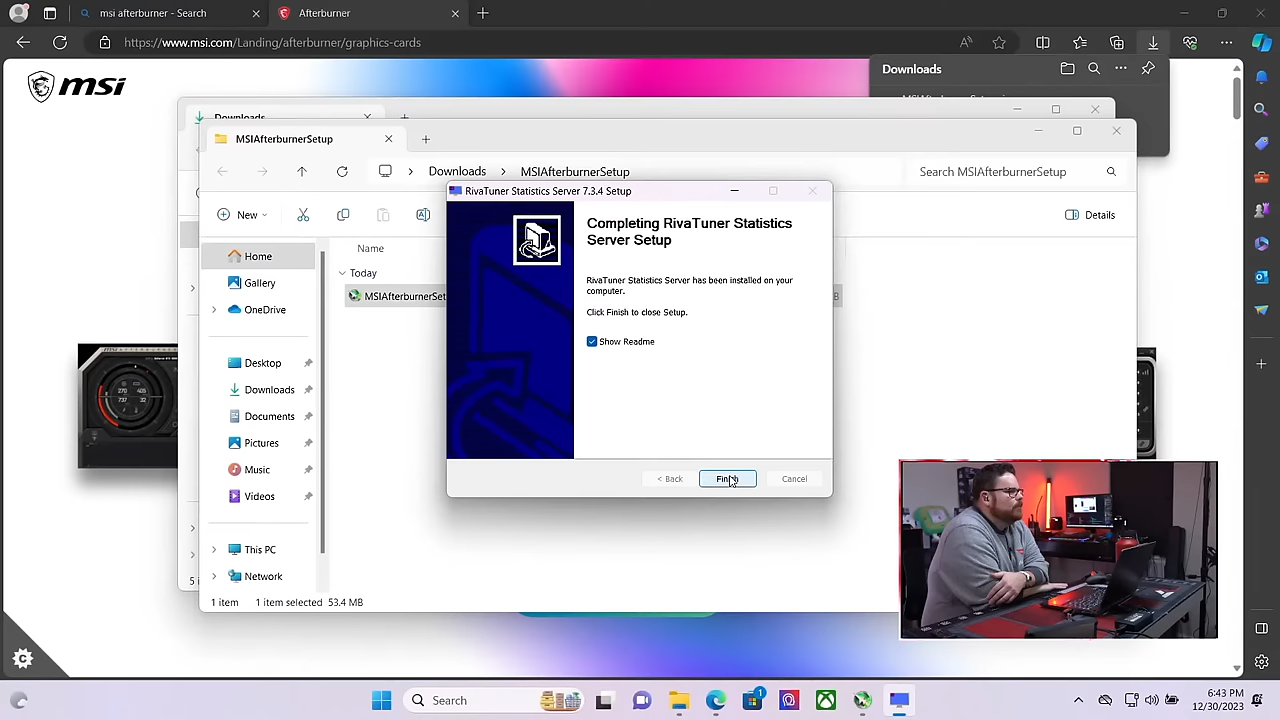 msi afterburner - Search
Afterburner
https://www.msi.com/Landing/afterburner/graphics-cards
msi
Downloads
Downloads
MSIAfterburnerSetup
Downloads
MSIAfterburnerSetup
Search MSIAfterburnerSetup
RivaTuner Statistics Server 7.3.4 Setup
New
Details
Name
Today
MSIAfterburnerSet
Home
Gallery
OneDrive
Desktop
Downloads
Documents
Pictures
Music
Videos
This PC
Network
Completing RivaTuner Statistics
Server Setup
RivaTuner Statistics Server has been installed on your
computer.
Click Finish to close Setup.
Show Readme
< Back
Finish
Cancel
1 item
1 item selected
53.4 MB
Search
6:43 PM
12/30/2023